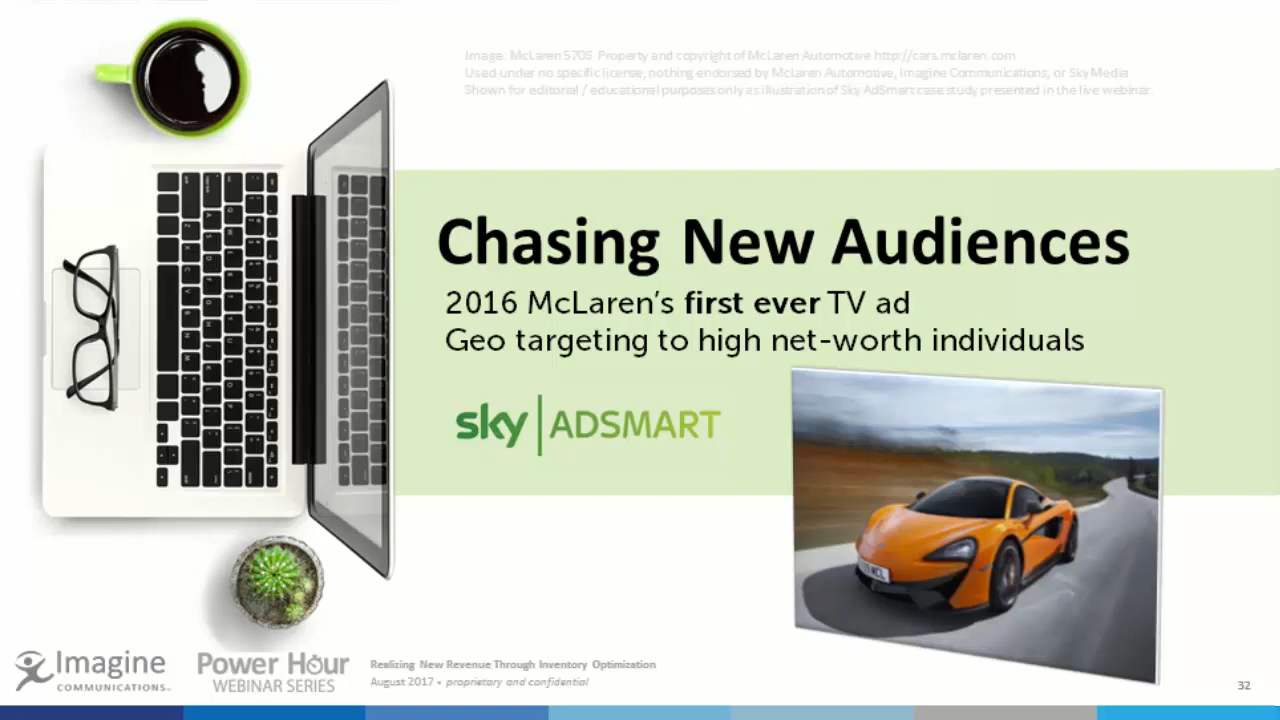 Image: McLaren 570S Property and copyright of McLaren Automotive http://cars.mclaren.com
Used under no specific license, nothing endorsed by McLaren Automotive, Imagine Communications, or Sky Media
Shown for editorial / educational purposes only as illustration of Sky AdSmart case study presented in the live webinar.
Chasing New Audiences
2016 McLaren's first ever TV ad
Geo targeting to high net-worth individuals
sky | ADSMART
Imagine
COMMUNICATIONS
Power Hour
WEBINAR SERIES
Realizing New Revenue Through Inventory Optimization
August 2017 • proprietary and confidential
32